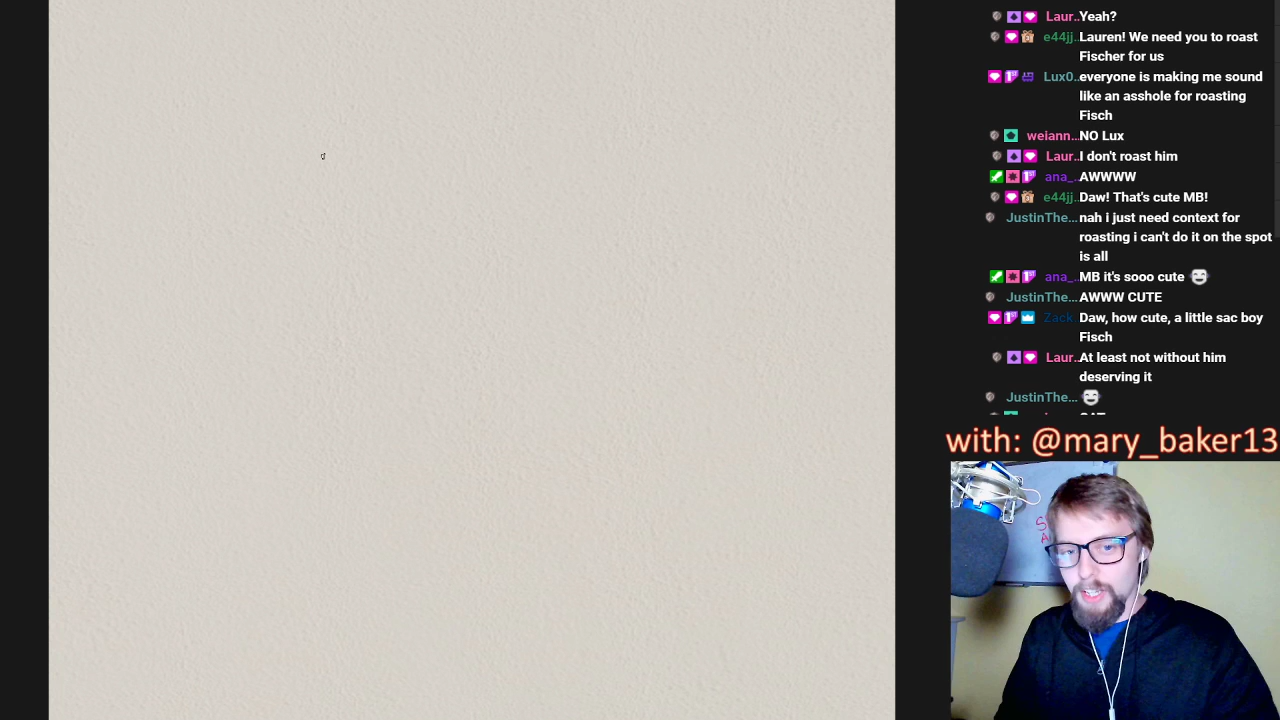 Laur..Yeah?
e44jj..Lauren! We need you to roast
Fischer for us
Lux0..everyone is making me sound
like an asshole for roasting
Fisch
weiann...NO Lux
Laur..I don't roast him
ana_..AWWWW
e44jj..Daw! That's cute MB!
JustinThe...nah i just need context for
roasting i can't do it on the spot
is all
ana_..MB it's sooo cute
JustinThe...AWWW CUTE
Zack.Daw, how cute, a little sac boy
Fisch
Laur..At least not without him
deserving it
JustinThe...
with: @mary_baker13